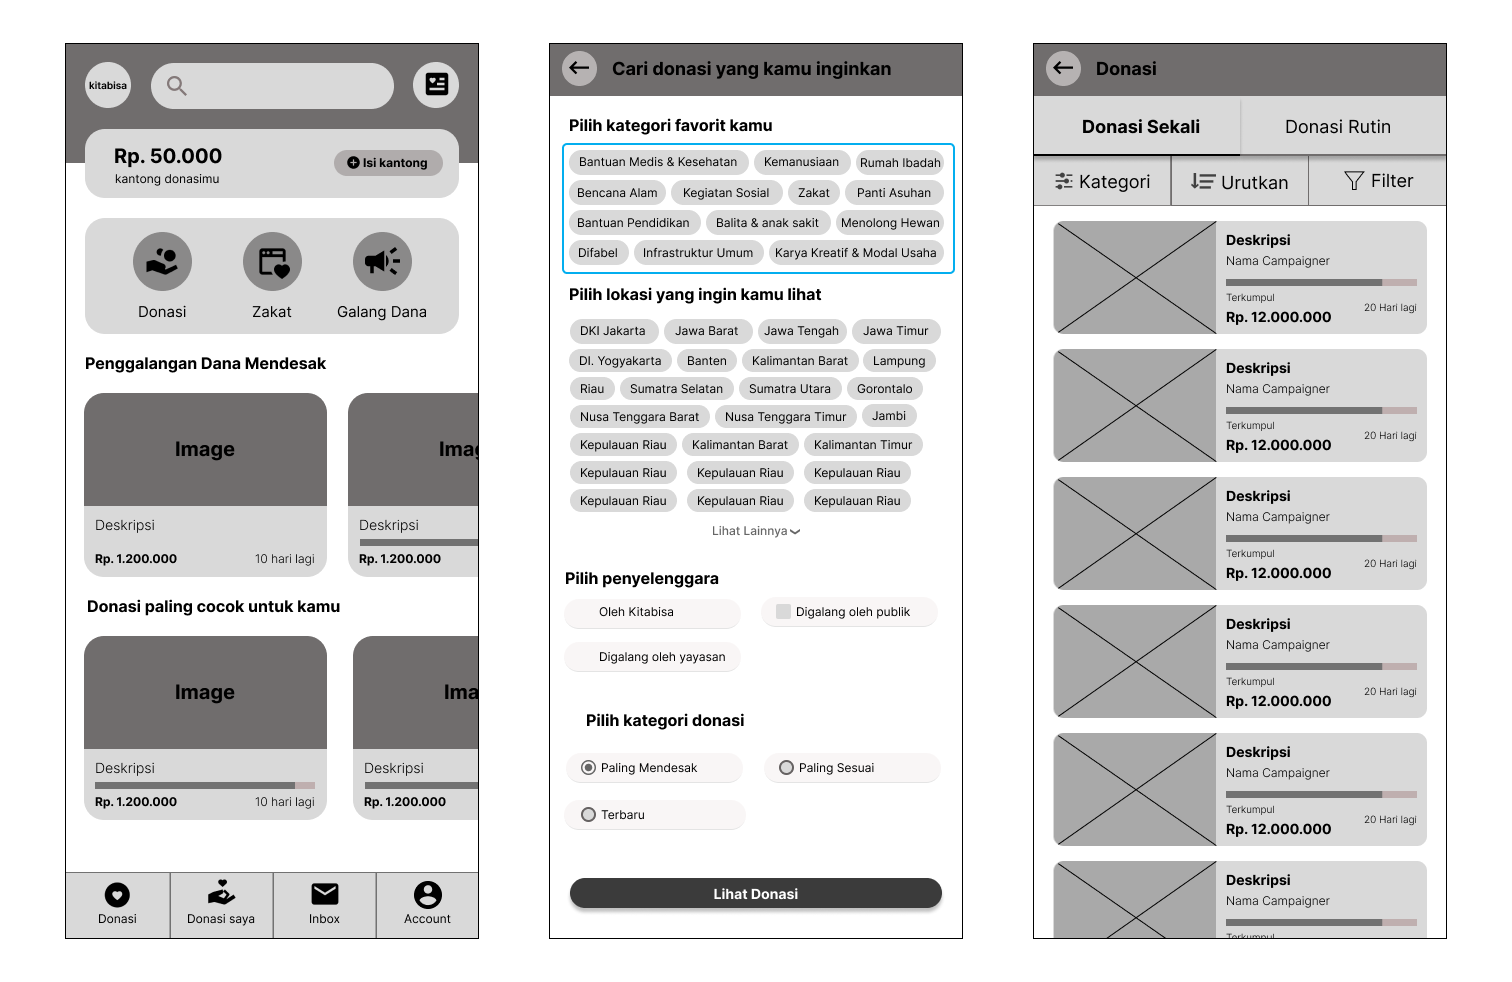 kitabisa
Rp. 50.000
kantong donasimu
Isi kantong
Donasi
Zakat
Galang Dana
Penggalangan Dana Mendesak
Image
Imag
Deskripsi
Deskripsi
Rp. 1.200.000
10 hari lagi
Rp. 1.200.000
Donasi paling cocok untuk kamu
Image
Ima
Deskripsi
Deskripsi
Rp. 1.200.000
10 hari lagi
Rp. 1.200.000
Donasi
Donasi saya
Inbox
Account
Cari donasi yang kamu inginkan
Pilih kategori favorit kamu
Bantuan Medis & Kesehatan
Kemanusiaan
Rumah Ibadah
Bencana Alam
Kegiatan Sosial
Zakat
Panti Asuhan
Bantuan Pendidikan
Balita & anak sakit
Menolong Hewan
Difabel
Infrastruktur Umum
Karya Kreatif & Modal Usaha
Pilih lokasi yang ingin kamu lihat
DKI Jakarta
Jawa Barat
Jawa Tengah
Jawa Timur
DI. Yogyakarta
Banten
Kalimantan Barat
Lampung
Riau
Sumatra Selatan
Sumatra Utara
Gorontalo
Nusa Tenggara Barat
Nusa Tenggara Timur
Jambi
Kepulauan Riau
Kalimantan Barat
Kalimantan Timur
Kepulauan Riau
Kepulauan Riau
Kepulauan Riau
Kepulauan Riau
Kepulauan Riau
Kepulauan Riau
Lihat Lainnya
Pilih penyelenggara
Oleh Kitabisa
Digalang oleh publik
Digalang oleh yayasan
Pilih kategori donasi
Paling Mendesak
Paling Sesuai
Terbaru
Lihat Donasi
Donasi
Donasi Sekali
Donasi Rutin
Kategori
Urutkan
Filter
Deskripsi
Nama Campaigner
Terkumpul
Rp. 12.000.000
20 Hari lagi
Deskripsi
Nama Campaigner
Terkumpul
Rp. 12.000.000
20 Hari lagi
Deskripsi
Nama Campaigner
Terkumpul
Rp. 12.000.000
20 Hari lagi
Deskripsi
Nama Campaigner
Terkumpul
Rp. 12.000.000
20 Hari lagi
Deskripsi
Nama Campaigner
Terkumpul
Rp. 12.000.000
20 Hari lagi
Deskripsi
Nama Campaigner
Terkumpul